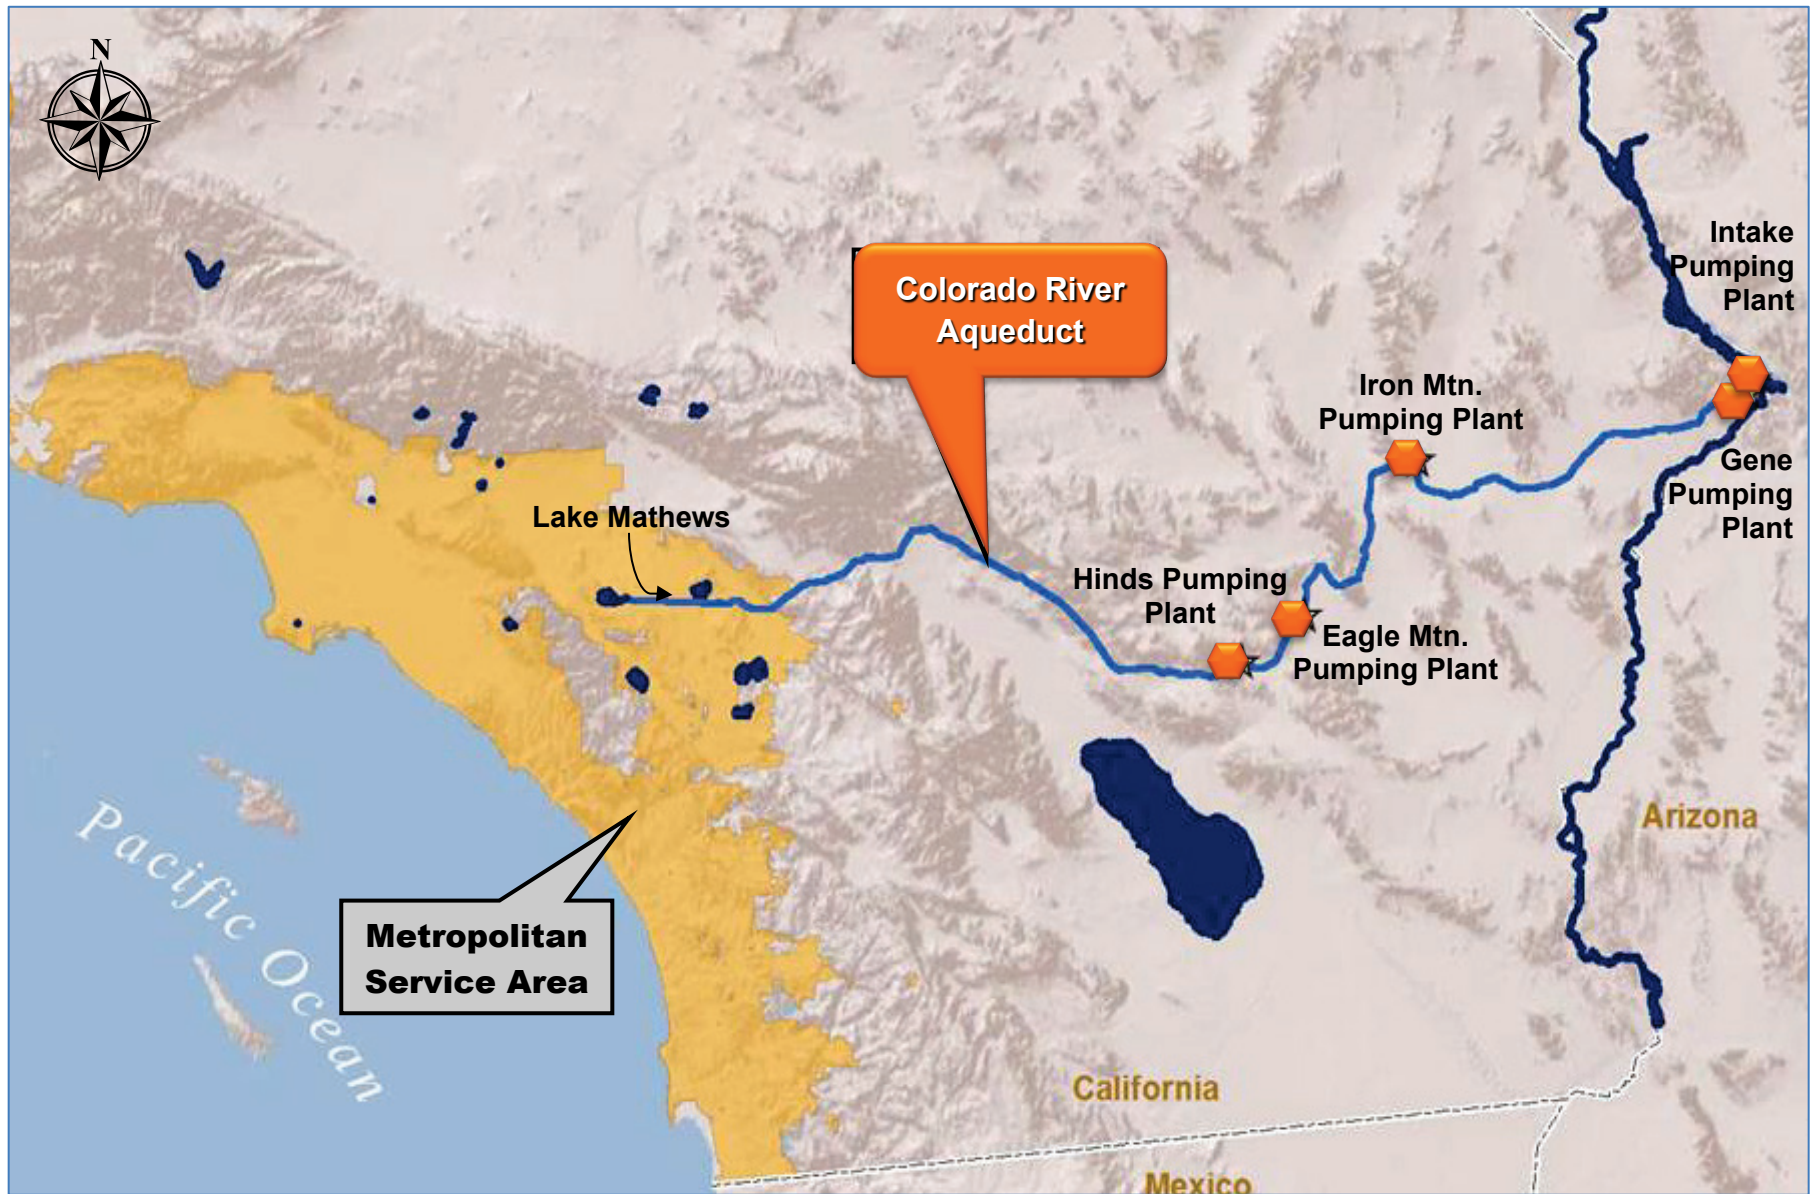 N
Intake
Pumping
Plant
Colorado River
Aqueduct
Iron Mtn.
Pumping Plant
Gene
Pumping
Plant
Lake Mathews
Hinds Pumping
Plant
Eagle Mtn.
Pumping Plant
Arizona
Pacific Ocean
Metropolitan
Service Area
California
Mexico